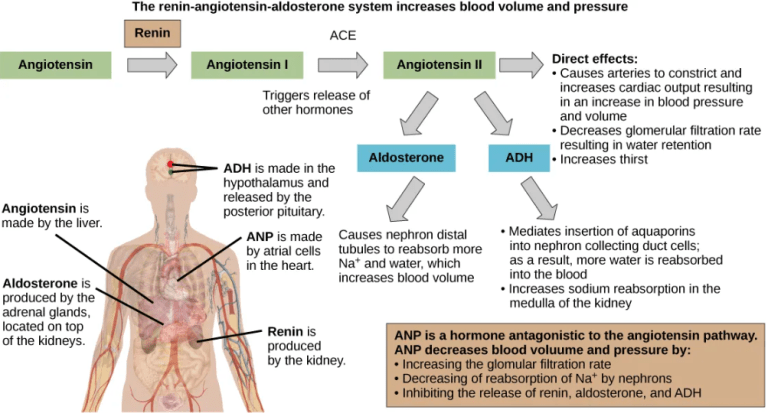 The renin-angiotensin-aldosterone system increases blood volume and pressure
Renin
ACE
Angiotensin
Angiotensin I
Angiotensin II
Triggers release of
other hormones
Direct effects:
• Causes arteries to constrict and
increases cardiac output resulting
in an increase in blood pressure
and volume
• Decreases glomerular filtration rate
resulting in water retention
• Increases thirst
Aldosterone
ADH
ADH is made in the
hypothalamus and
released by the
posterior pituitary.
Angiotensin is
made by the liver.
ANP is made
by atrial cells
in the heart.
Aldosterone is
produced by the
adrenal glands,
located on top
of the kidneys.
Renin is
produced
by the kidney.
Causes nephron distal
tubules to reabsorb more
Na⁺ and water, which
increases blood volume
• Mediates insertion of aquaporins
into nephron collecting duct cells;
as a result, more water is reabsorbed
into the blood
• Increases sodium reabsorption in the
medulla of the kidney
ANP is a hormone antagonistic to the angiotensin pathway.
ANP decreases blood voluume and pressure by:
• Increasing the glomular filtration rate
• Decreasing of reabsorption of Na⁺ by nephrons
• Inhibiting the release of renin, aldosterone, and ADH